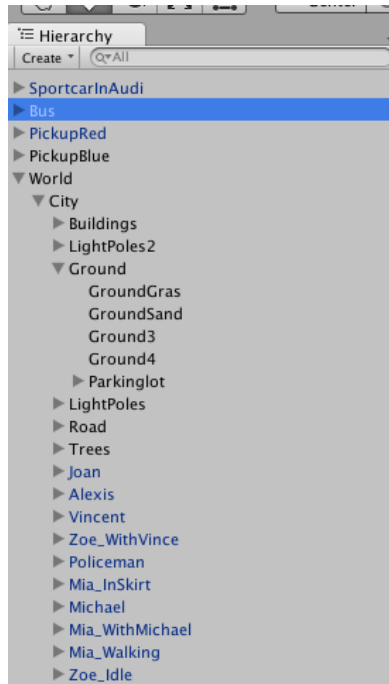 Center
Hierarchy
Create All
SportcarInAudi
Bus
PickupRed
PickupBlue
World
City
Buildings
LightPoles2
Ground
GroundGras
GroundSand
Ground3
Ground4
Parkinglot
LightPoles
Road
Trees
Joan
Alexis
Vincent
Zoe_WithVince
Policeman
Mia_InSkirt
Michael
Mia_WithMichael
Mia_Walking
Zoe_Idle